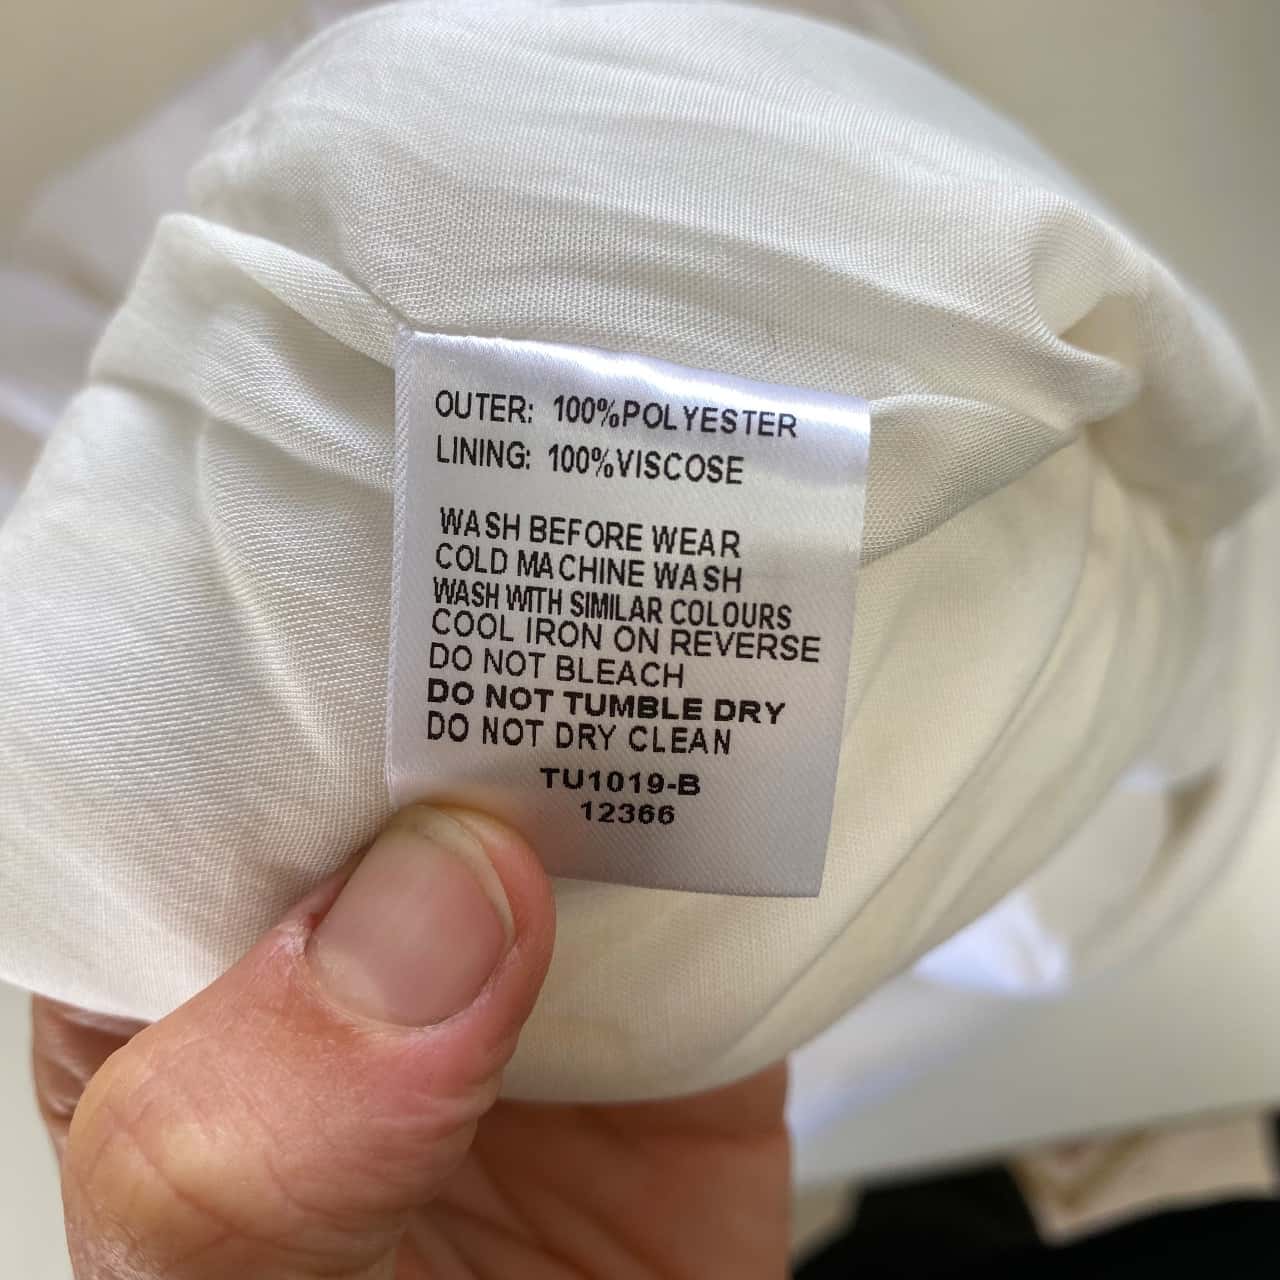 OUTER: 100%POLYESTER
LINING: 100%VISCOSE
WASH BEFORE WEAR
COLD MACHINE WASH
WASH WITH SIMILAR COLOURS
COOL IRON ON REVERSE
DO NOT BLEACH
DO NOT TUMBLE DRY
DO NOT DRY CLEAN
TU1019-B
12366